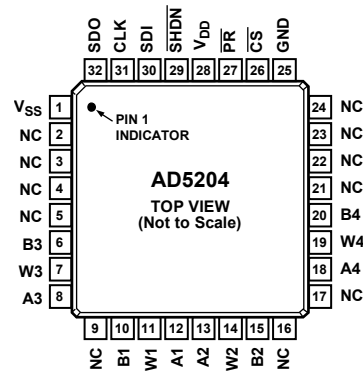 SDO CLK SDI SHDN VDD PR CS GND
32 31 30 29 28 27 26 25
VSS 1
NC 2
NC 3
NC 4
NC 5
B3 6
W3 7
A3 8
PIN 1
INDICATOR
AD5204
TOP VIEW
(Not to Scale)
24 NC
23 NC
22 NC
21 NC
20 B4
19 W4
18 A4
17 NC
9 10 11 12 13 14 15 16
NC B1 W1 A1 A2 W2 B2 NC